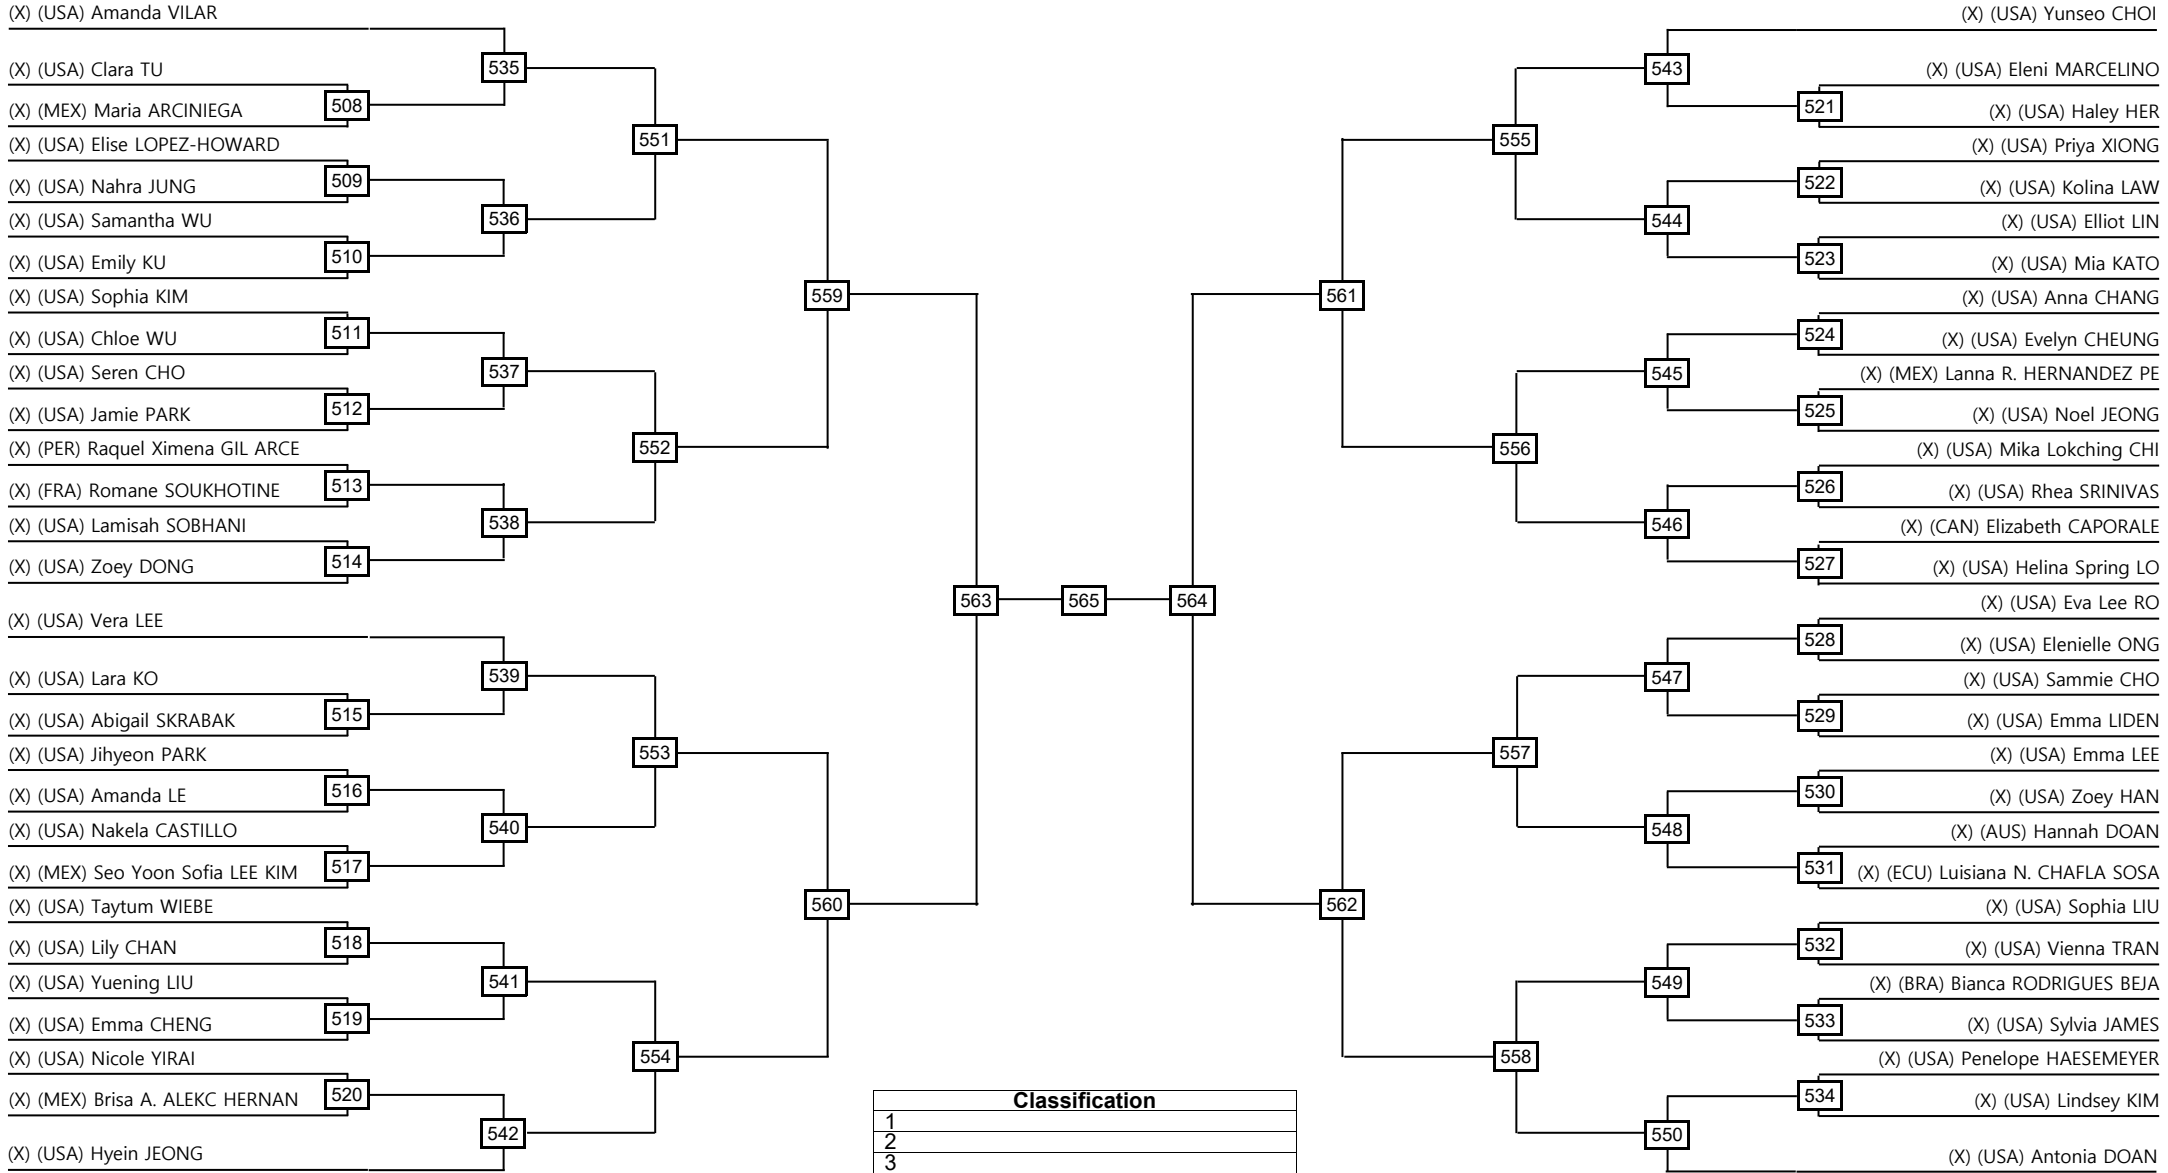 (X) (USA) Amanda VILAR
535
(X) (USA) Clara TU
508
(X) (MEX) Maria ARCINIEGA
551
(X) (USA) Elise LOPEZ-HOWARD
509
(X) (USA) Nahra JUNG
536
(X) (USA) Samantha WU
510
(X) (USA) Emily KU
559
(X) (USA) Sophia KIM
511
(X) (USA) Chloe WU
537
(X) (USA) Seren CHO
512
(X) (USA) Jamie PARK
552
(X) (PER) Raquel Ximena GIL ARCE
513
(X) (FRA) Romane SOUKHOTINE
538
(X) (USA) Lamisah SOBHANI
514
(X) (USA) Zoey DONG
563
565
564
(X) (USA) Vera LEE
539
(X) (USA) Lara KO
515
(X) (USA) Abigail SKRABAK
553
(X) (USA) Jihyeon PARK
516
(X) (USA) Amanda LE
540
(X) (USA) Nakela CASTILLO
517
(X) (MEX) Seo Yoon Sofia LEE KIM
560
(X) (USA) Taytum WIEBE
518
(X) (USA) Lily CHAN
541
(X) (USA) Yuening LIU
519
(X) (USA) Emma CHENG
554
(X) (USA) Nicole YIRAI
520
(X) (MEX) Brisa A. ALEKC HERNAN
542
(X) (USA) Hyein JEONG
(X) (USA) Yunseo CHOI
543
(X) (USA) Eleni MARCELINO
521
(X) (USA) Haley HER
555
(X) (USA) Priya XIONG
522
(X) (USA) Kolina LAW
544
(X) (USA) Elliot LIN
523
(X) (USA) Mia KATO
561
(X) (USA) Anna CHANG
524
(X) (USA) Evelyn CHEUNG
545
(X) (MEX) Lanna R. HERNANDEZ PE
525
(X) (USA) Noel JEONG
556
(X) (USA) Mika Lokching CHI
526
(X) (USA) Rhea SRINIVAS
546
(X) (CAN) Elizabeth CAPORALE
527
(X) (USA) Helina Spring LO
(X) (USA) Eva Lee RO
528
(X) (USA) Elenielle ONG
547
(X) (USA) Sammie CHO
529
(X) (USA) Emma LIDEN
557
(X) (USA) Emma LEE
530
(X) (USA) Zoey HAN
548
(X) (AUS) Hannah DOAN
531
(X) (ECU) Luisiana N. CHAFLA SOSA
562
(X) (USA) Sophia LIU
532
(X) (USA) Vienna TRAN
549
(X) (BRA) Bianca RODRIGUES BEJA
533
(X) (USA) Sylvia JAMES
558
(X) (USA) Penelope HAESEMEYER
534
(X) (USA) Lindsey KIM
550
(X) (USA) Antonia DOAN
Classification
1
2
3